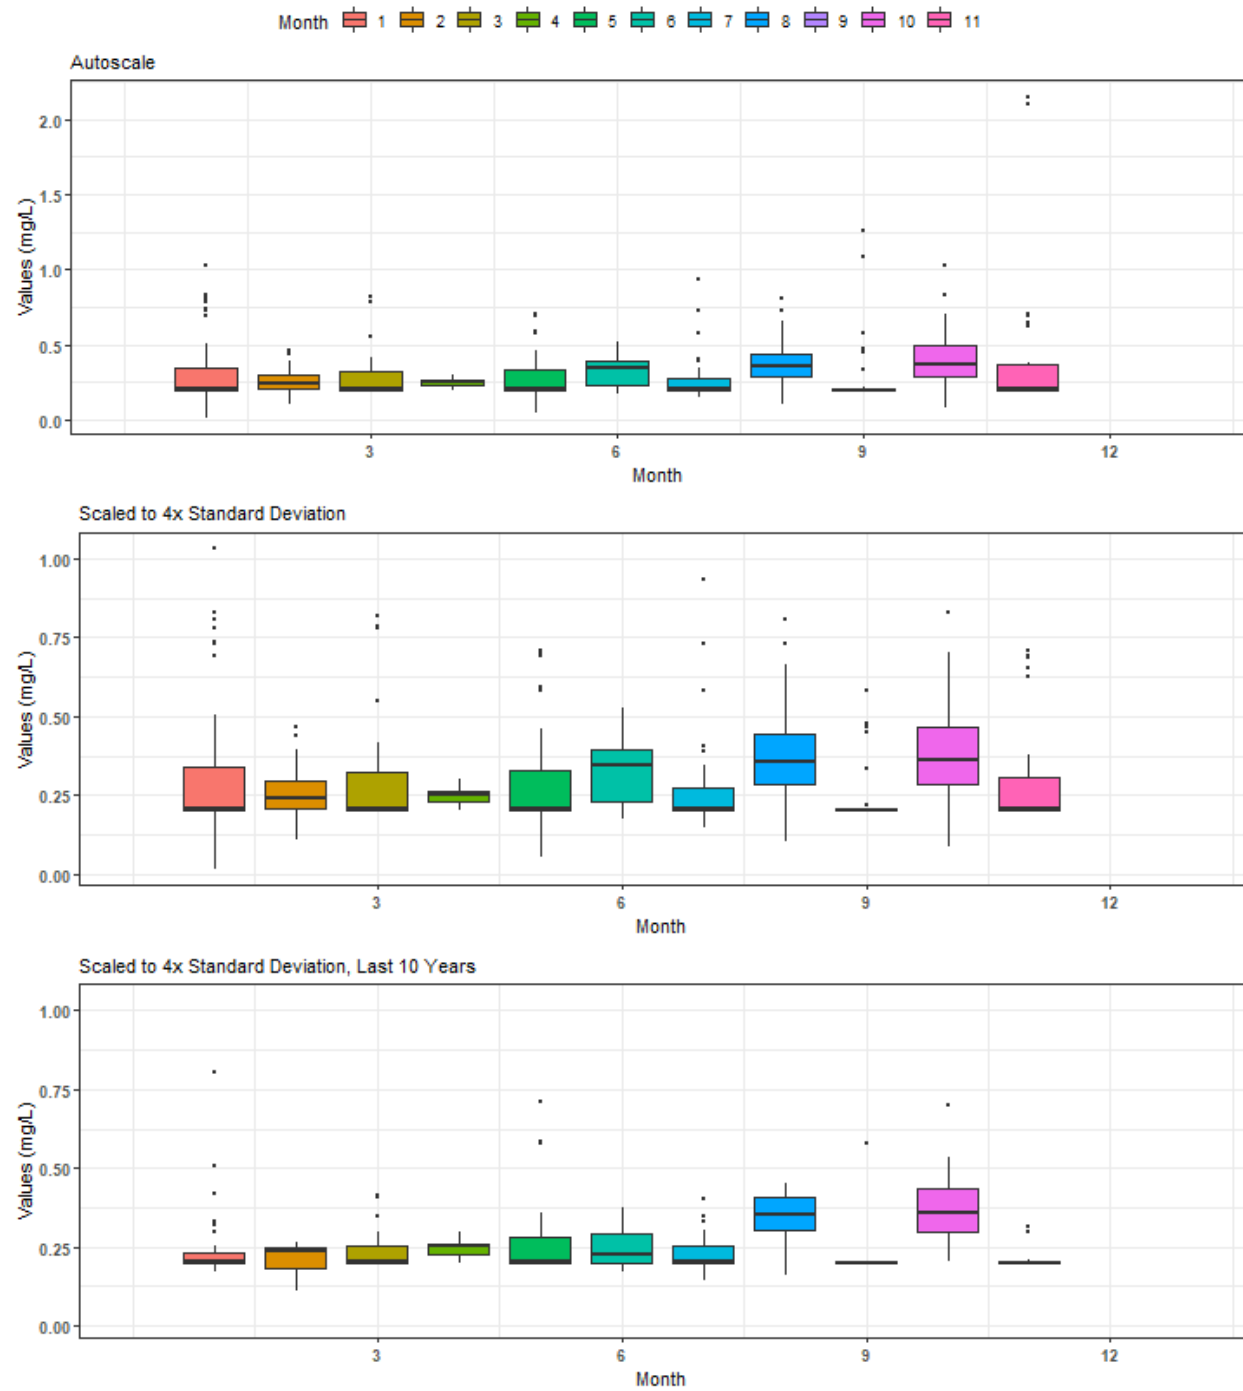 Month 1 2 3 4 5 6 7 8 9 10 11
Autoscale
Values (mg/L)
2.0
1.5
1.0
0.5
0.0
3 6 9 12
Month
Scaled to 4x Standard Deviation
Values (mg/L)
1.00
0.75
0.50
0.25
0.00
3 6 9 12
Month
Scaled to 4x Standard Deviation, Last 10 Years
Values (mg/L)
1.00
0.75
0.50
0.25
0.00
3 6 9 12
Month